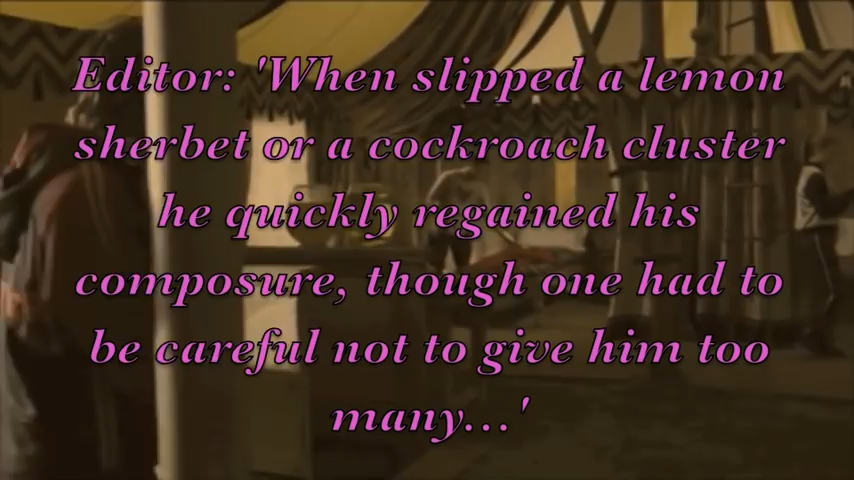 Editor: 'When slipped a lemon
sherbet or a cockroach cluster
he quickly regained his
composure, though one had to
be careful not to give him too
many...'